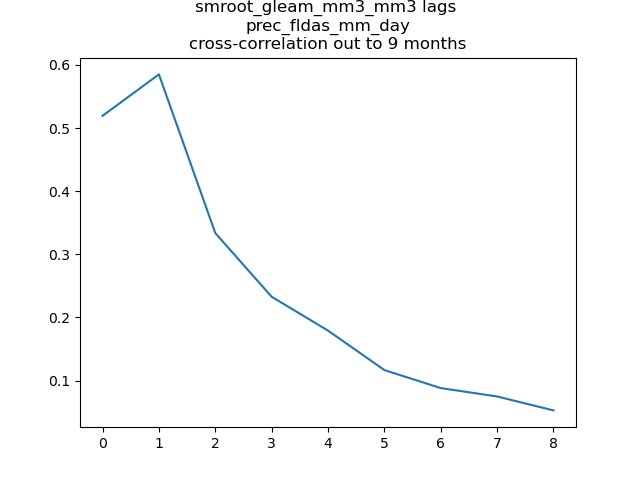 smroot_gleam_mm3_mm3 lags
prec_fldas_mm_day
cross-correlation out to 9 months
0.6
0.5
0.4
0.3
0.2
0.1
0 1 2 3 4 5 6 7 8